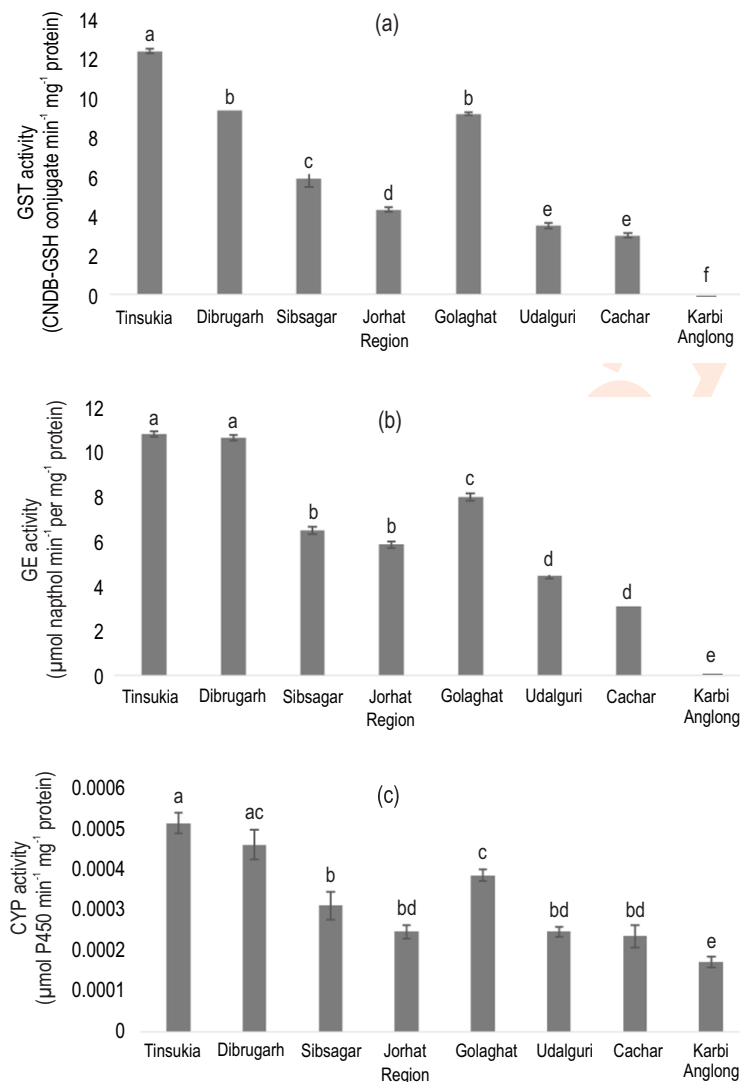 (a)
GST activity
(CNDB-GSH conjugate min⁻¹ mg⁻¹ protein)
14
12
10
8
6
4
2
0
a
b
c
d
b
e
e
f
Tinsukia Dibrugarh Sibsagar Jorhat Golaghat Udalguri Cachar Karbi
Region Anglong
(b)
GE activity
(µmol napthol min⁻¹ per mg⁻¹ protein)
12
10
8
6
4
2
0
a
a
b
b
c
d
d
e
Tinsukia Dibrugarh Sibsagar Jorhat Golaghat Udalguri Cachar Karbi
Region Anglong
(c)
CYP activity
(µmol P450 min⁻¹ mg⁻¹ protein)
0.0006
0.0005
0.0004
0.0003
0.0002
0.0001
0
a
ac
b
bd
c
bd
bd
e
Tinsukia Dibrugarh Sibsagar Jorhat Golaghat Udalguri Cachar Karbi
Region Anglong